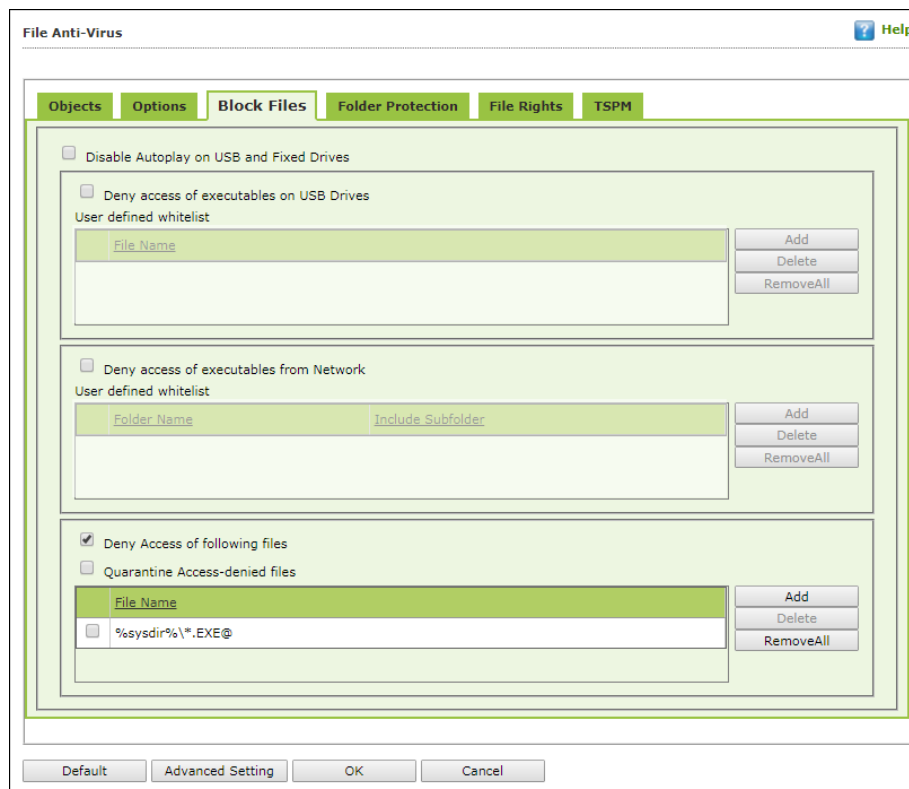 File Anti-Virus
Help
Objects Options Block Files Folder Protection File Rights TSPM
Disable Autoplay on USB and Fixed Drives
Deny access of executables on USB Drives
User defined whitelist
File Name
Add
Delete
RemoveAll
Deny access of executables from Network
User defined whitelist
Folder Name Include Subfolder
Add
Delete
RemoveAll
Deny Access of following files
Quarantine Access-denied files
File Name
%sysdir%\*.EXE@
Add
Delete
RemoveAll
Default Advanced Setting OK Cancel